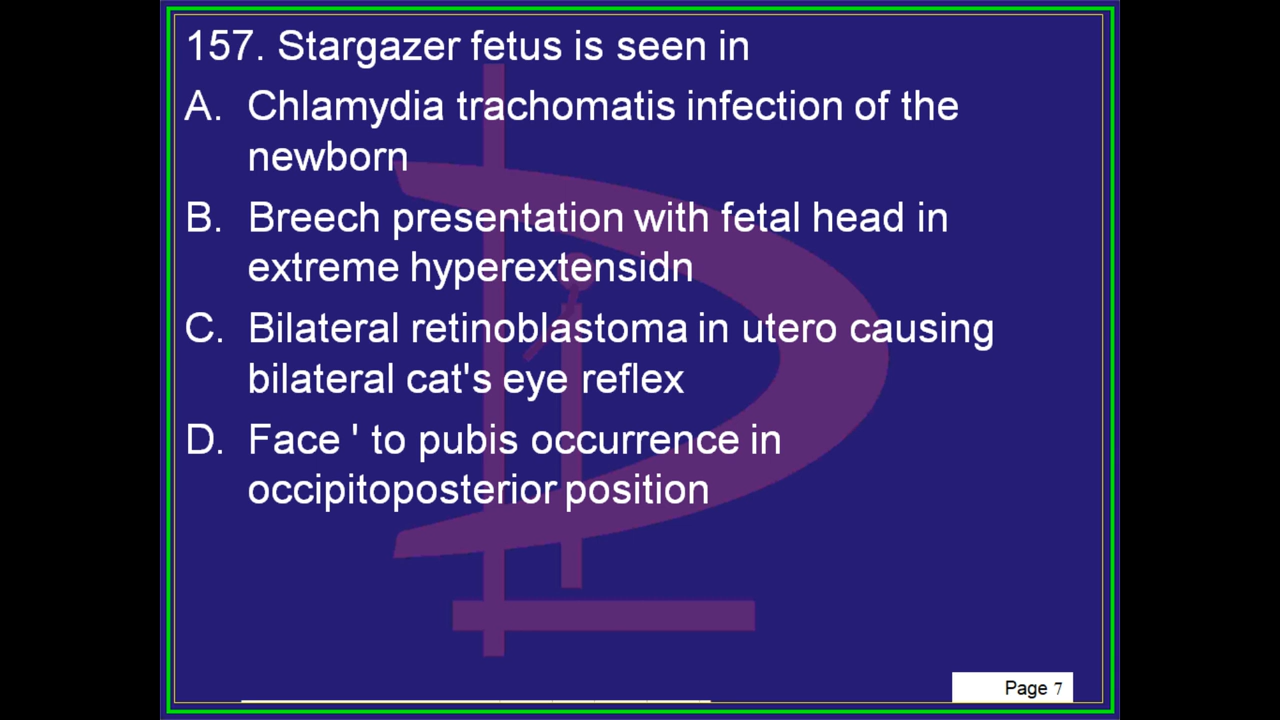 157. Stargazer fetus is seen in
A. Chlamydia trachomatis infection of the
newborn
B. Breech presentation with fetal head in
extreme hyperextensidn
C. Bilateral retinoblastoma in utero causing
bilateral cat's eye reflex
D. Face ' to pubis occurrence in
occipitoposterior position
Page 7